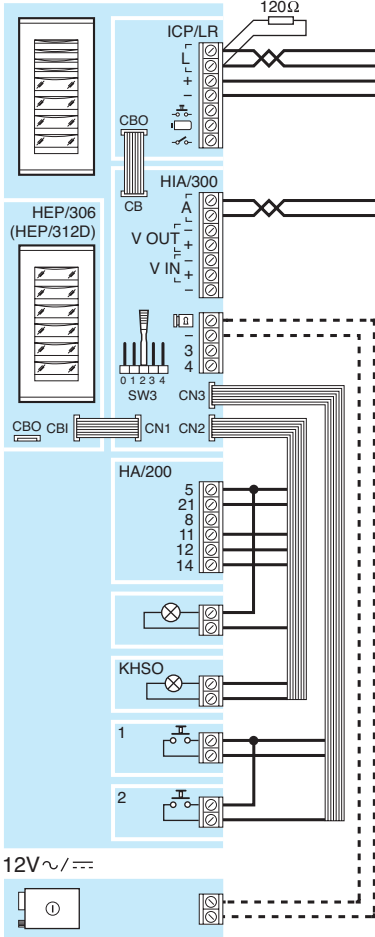 120Ω
ICP/LR
L
+
–
CBO
CB
HIA/300
A
HEP/306
(HEP/312D)
V OUT
–
+
V IN
–
+
–
–
3
4
0 1 2 3 4
SW3
CN3
CBO CBI CN1 CN2
HA/200
5
21
8
11
12
14
KHSO
1
2
12V